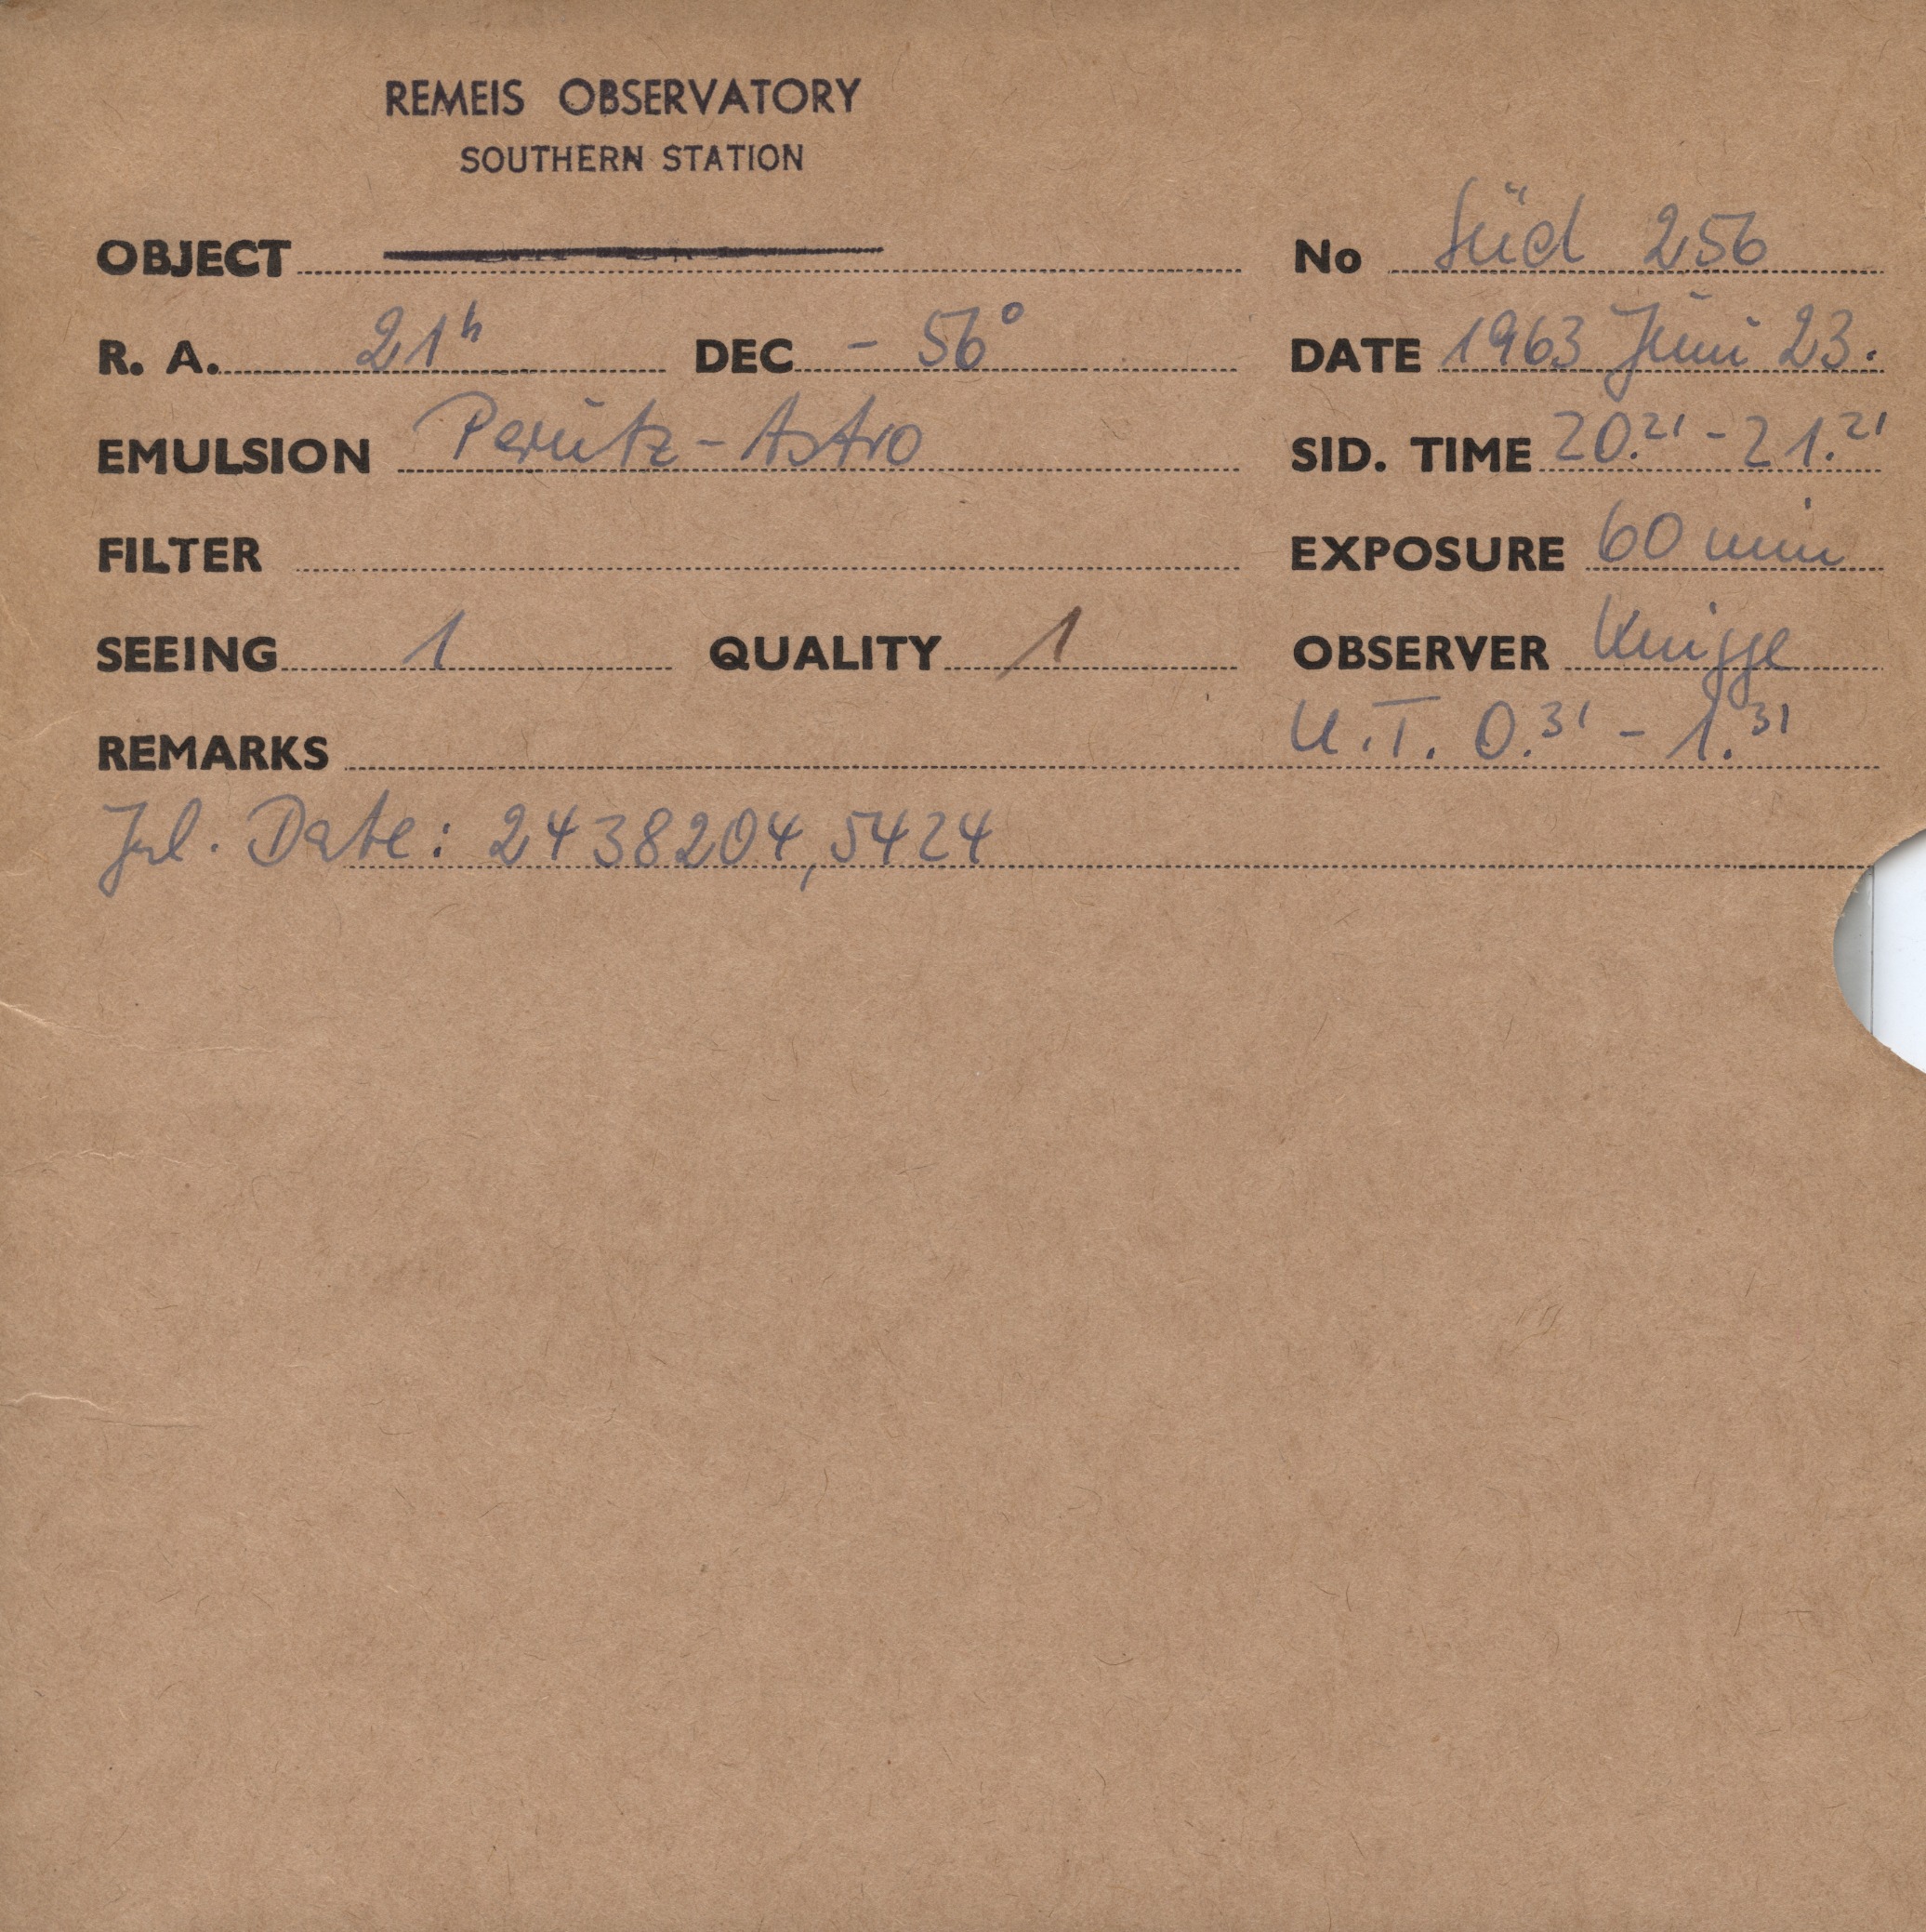 REMEIS OBSERVATORY
SOUTHERN STATION
OBJECT No Süd 256
R. A. 21ʰ DEC - 56° DATE 1963 Juni 23.
EMULSION Perutz-Astro SID. TIME 20.²¹ - 21.²¹
FILTER EXPOSURE 60 min
SEEING 1 QUALITY 1 OBSERVER Knigge
REMARKS U.T. 0.³¹ - 1.³¹
Jul. Date: 2438204,5424